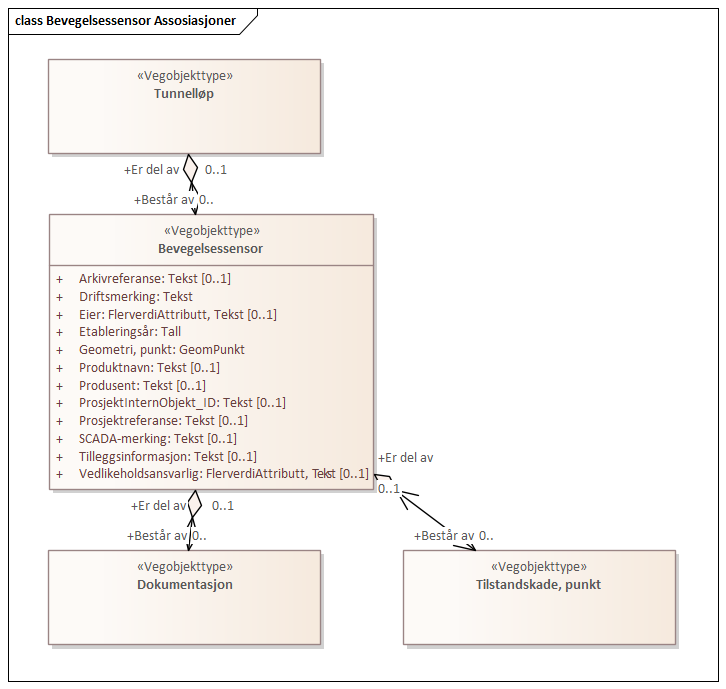 class Bevegelsessensor Assosiasjoner
«Vegobjekttype»
Tunnelløp
+Er del av 0..1
+Består av 0..
«Vegobjekttype»
Bevegelsessensor
+ Arkivreferanse: Tekst [0..1]
+ Driftsmerking: Tekst
+ Eier: FlerverdiAttributt, Tekst [0..1]
+ Etableringsår: Tall
+ Geometri, punkt: GeomPunkt
+ Produktnavn: Tekst [0..1]
+ Produsent: Tekst [0..1]
+ ProsjektInternObjekt_ID: Tekst [0..1]
+ Prosjektreferanse: Tekst [0..1]
+ SCADA-merking: Tekst [0..1]
+ Tilleggsinformasjon: Tekst [0..1]
+ Vedlikeholdsansvarlig: FlerverdiAttributt, Tekst [0..1]
+Er del av
0..1
+Er del av 0..1
+Består av 0..
+Består av 0..
«Vegobjekttype»
Dokumentasjon
«Vegobjekttype»
Tilstandskade, punkt